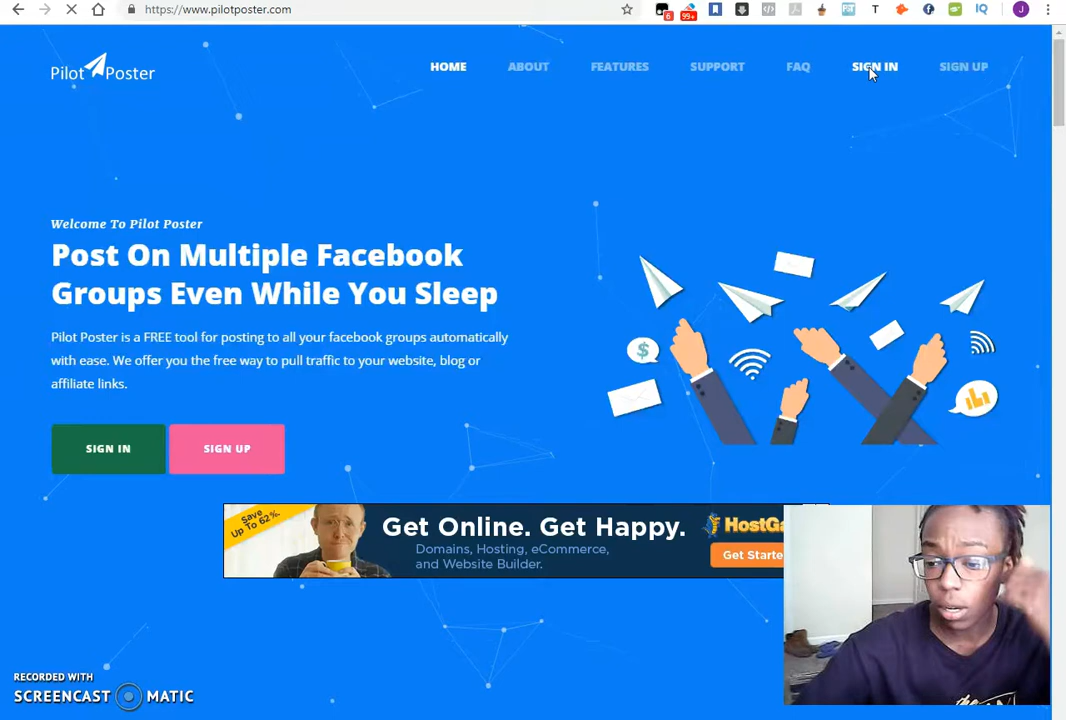 https://www.pilotposter.com
6
99+
T
IQ
J
Pilot Poster
HOME
ABOUT
FEATURES
SUPPORT
FAQ
SIGN IN
SIGN UP
Welcome To Pilot Poster
Post On Multiple Facebook
Groups Even While You Sleep
Pilot Poster is a FREE tool for posting to all your facebook groups automatically
with ease. We offer you the free way to pull traffic to your website, blog or
affiliate links.
$
SIGN IN
SIGN UP
Save
Up To 62%.
Get Online. Get Happy.
Domains, Hosting, eCommerce,
and Website Builder.
HostGa
Get Starte
RECORDED WITH
SCREENCAST MATIC